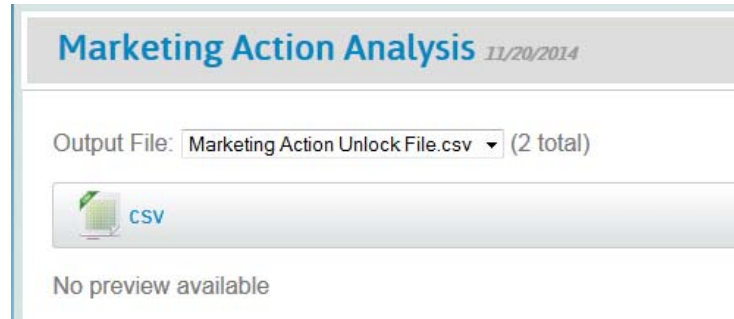 Marketing Action Analysis 11/20/2014
Output File: Marketing Action Unlock File.csv (2 total)
csv
No preview available